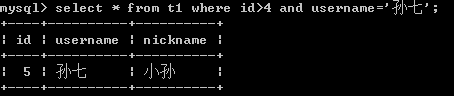 mysql> select * from t1 where id>4 and username='孙七';
+----+----------+----------+
| id | username | nickname |
+----+----------+----------+
|  5 | 孙七     | 小孙     |
+----+----------+----------+